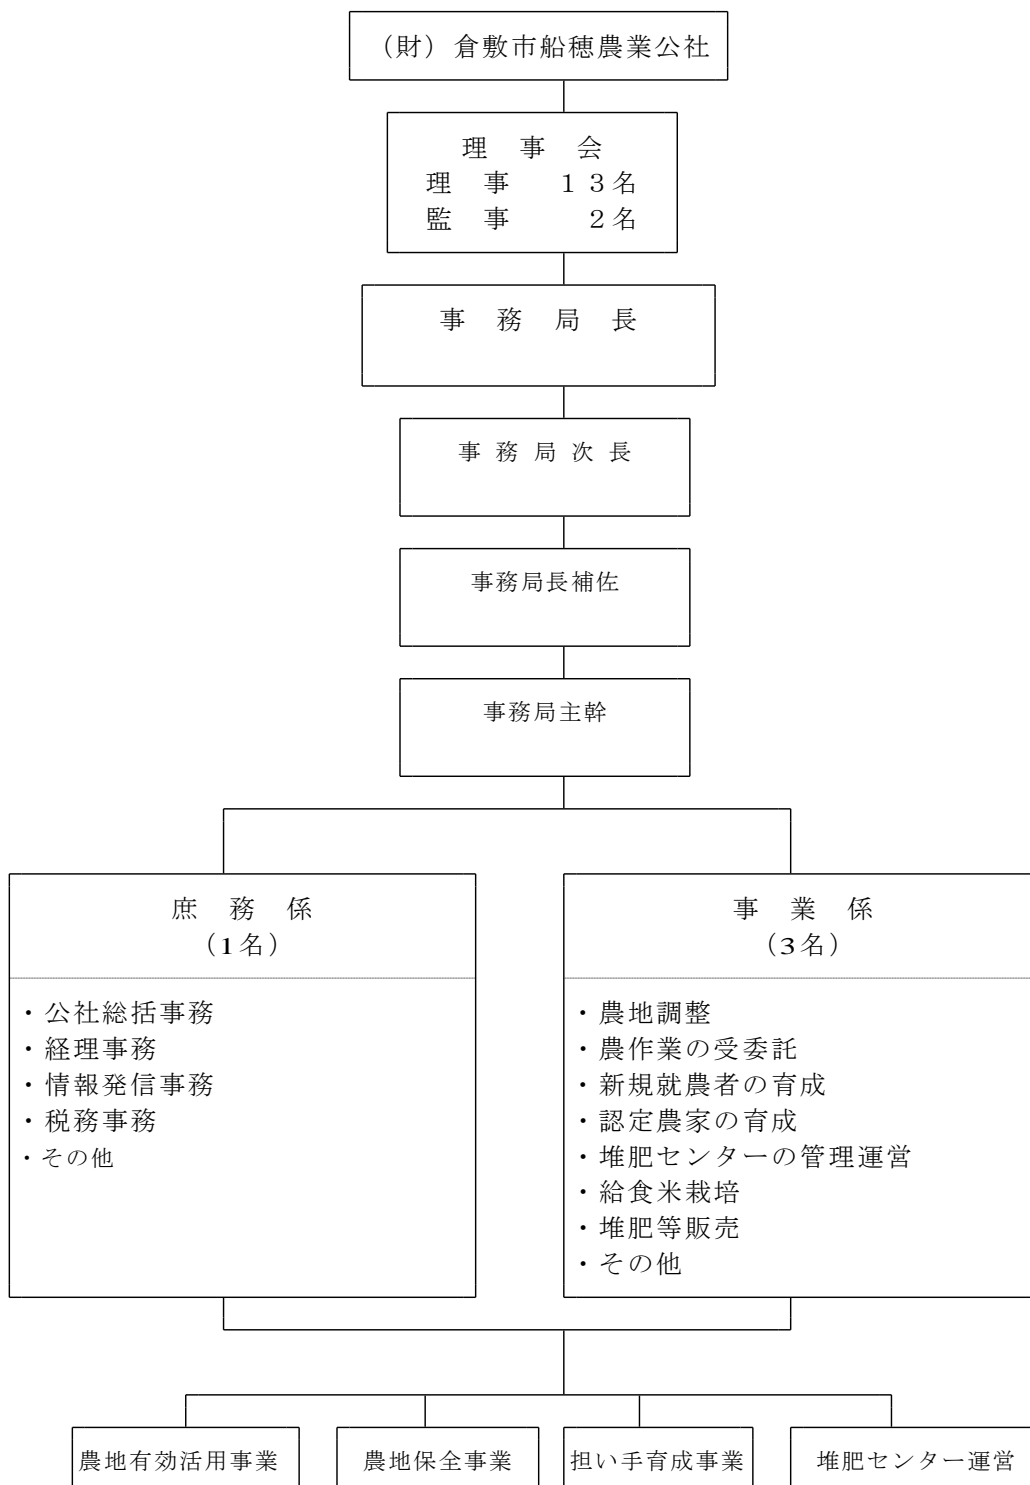 （財）倉敷市船穂農業公社
理　事　会
理　事　１３名
監　事　２名
事　務　局　長
事 務 局 次 長
事務局長補佐
事務局主幹
庶　務　係
（1名）
・公社総括事務
・経理事務
・情報発信事務
・税務事務
・その他
事　業　係
（3名）
・農地調整
・農作業の受委託
・新規就農者の育成
・認定農家の育成
・堆肥センターの管理運営
・給食米栽培
・堆肥等販売
・その他
農地有効活用事業
農地保全事業
担い手育成事業
堆肥センター運営